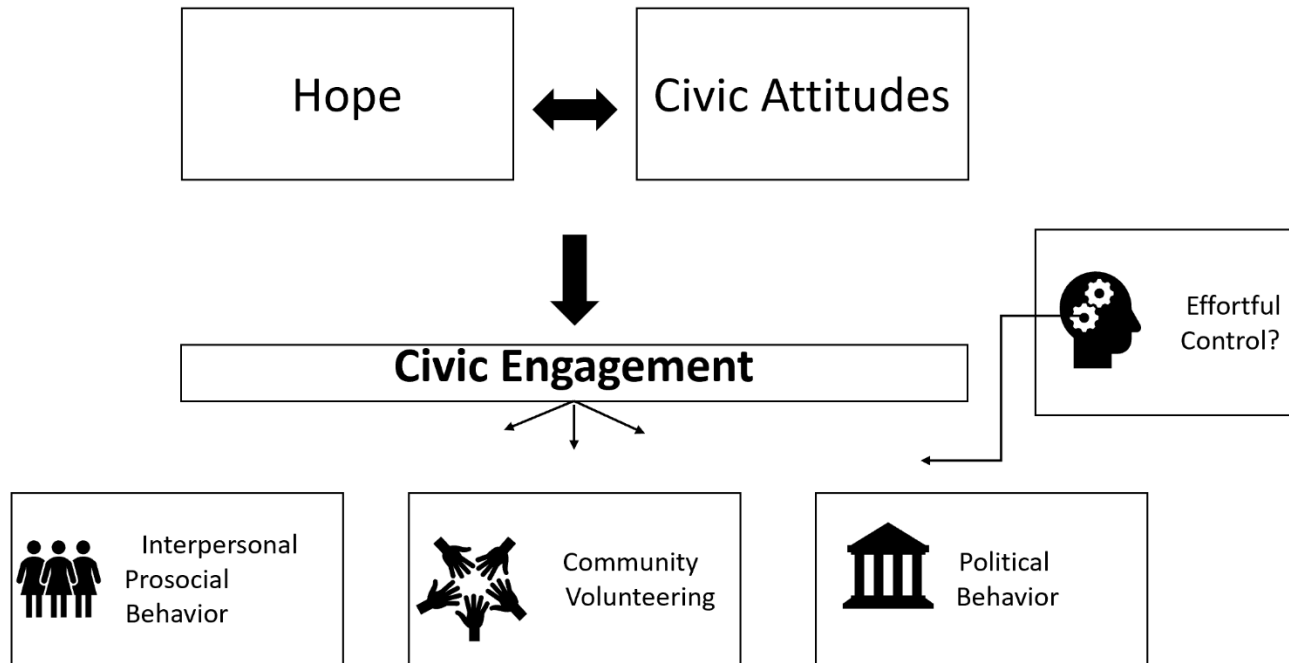 Hope
Civic Attitudes
Civic Engagement
Effortful
Control?
Interpersonal
Prosocial
Behavior
Community
Volunteering
Political
Behavior